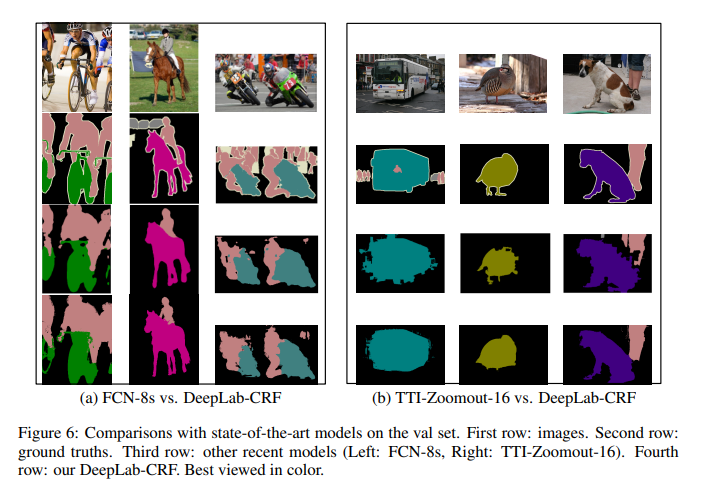 (a) FCN-8s vs. DeepLab-CRF
(b) TTI-Zoomout-16 vs. DeepLab-CRF
Figure 6: Comparisons with state-of-the-art models on the val set. First row: images. Second row:
ground truths. Third row: other recent models (Left: FCN-8s, Right: TTI-Zoomout-16). Fourth
row: our DeepLab-CRF. Best viewed in color.